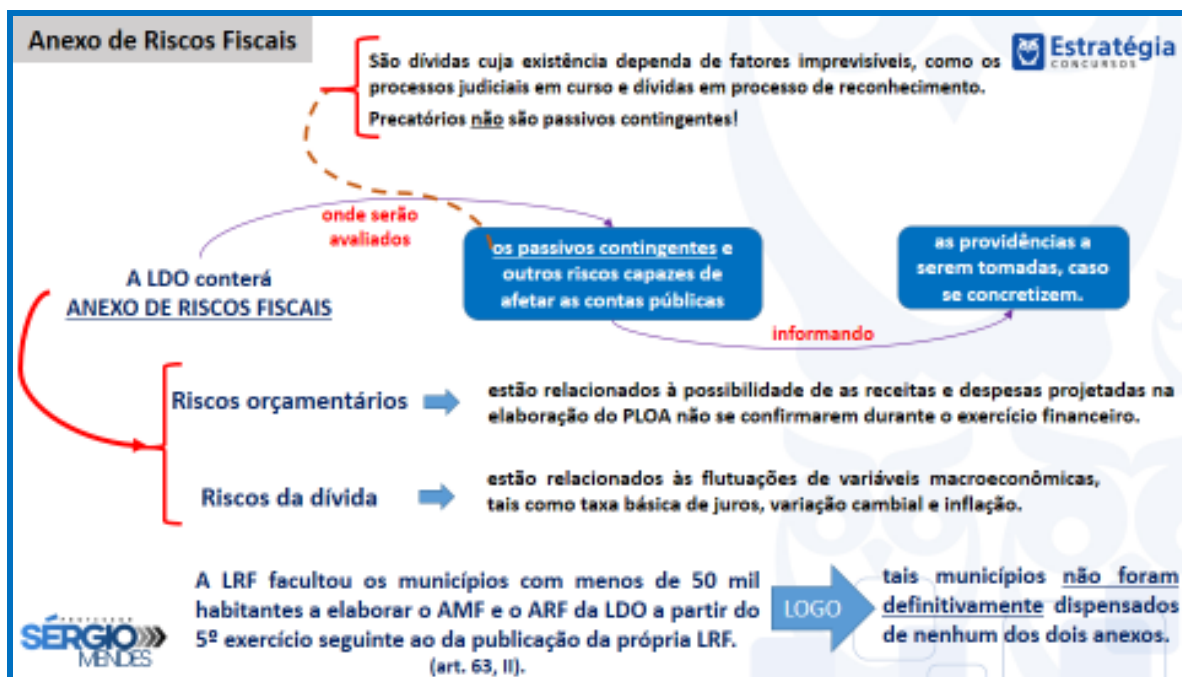 Anexo de Riscos Fiscais
Estratégia
CONCURSOS
São dívidas cuja existência dependa de fatores imprevisíveis, como os
processos judiciais em curso e dívidas em processo de reconhecimento.
Precatórios não são passivos contingentes!
onde serão
avaliados
A LDO conterá
ANEXO DE RISCOS FISCAIS
os passivos contingentes e
outros riscos capazes de
afetar as contas públicas
as providências a
serem tomadas, caso
se concretizem.
informando
Riscos orçamentários
estão relacionados à possibilidade de as receitas e despesas projetadas na
elaboração do PLOA não se confirmarem durante o exercício financeiro.
Riscos da dívida
estão relacionados às flutuações de variáveis macroeconômicas,
tais como taxa básica de juros, variação cambial e inflação.
A LRF facultou os municípios com menos de 50 mil
habitantes a elaborar o AMF e o ARF da LDO a partir do
5º exercício seguinte ao da publicação da própria LRF.
(art. 63, II).
LOGO
tais municípios não foram
definitivamente dispensados
de nenhum dos dois anexos.
PROFESSOR
SÉRGIO
MENDES